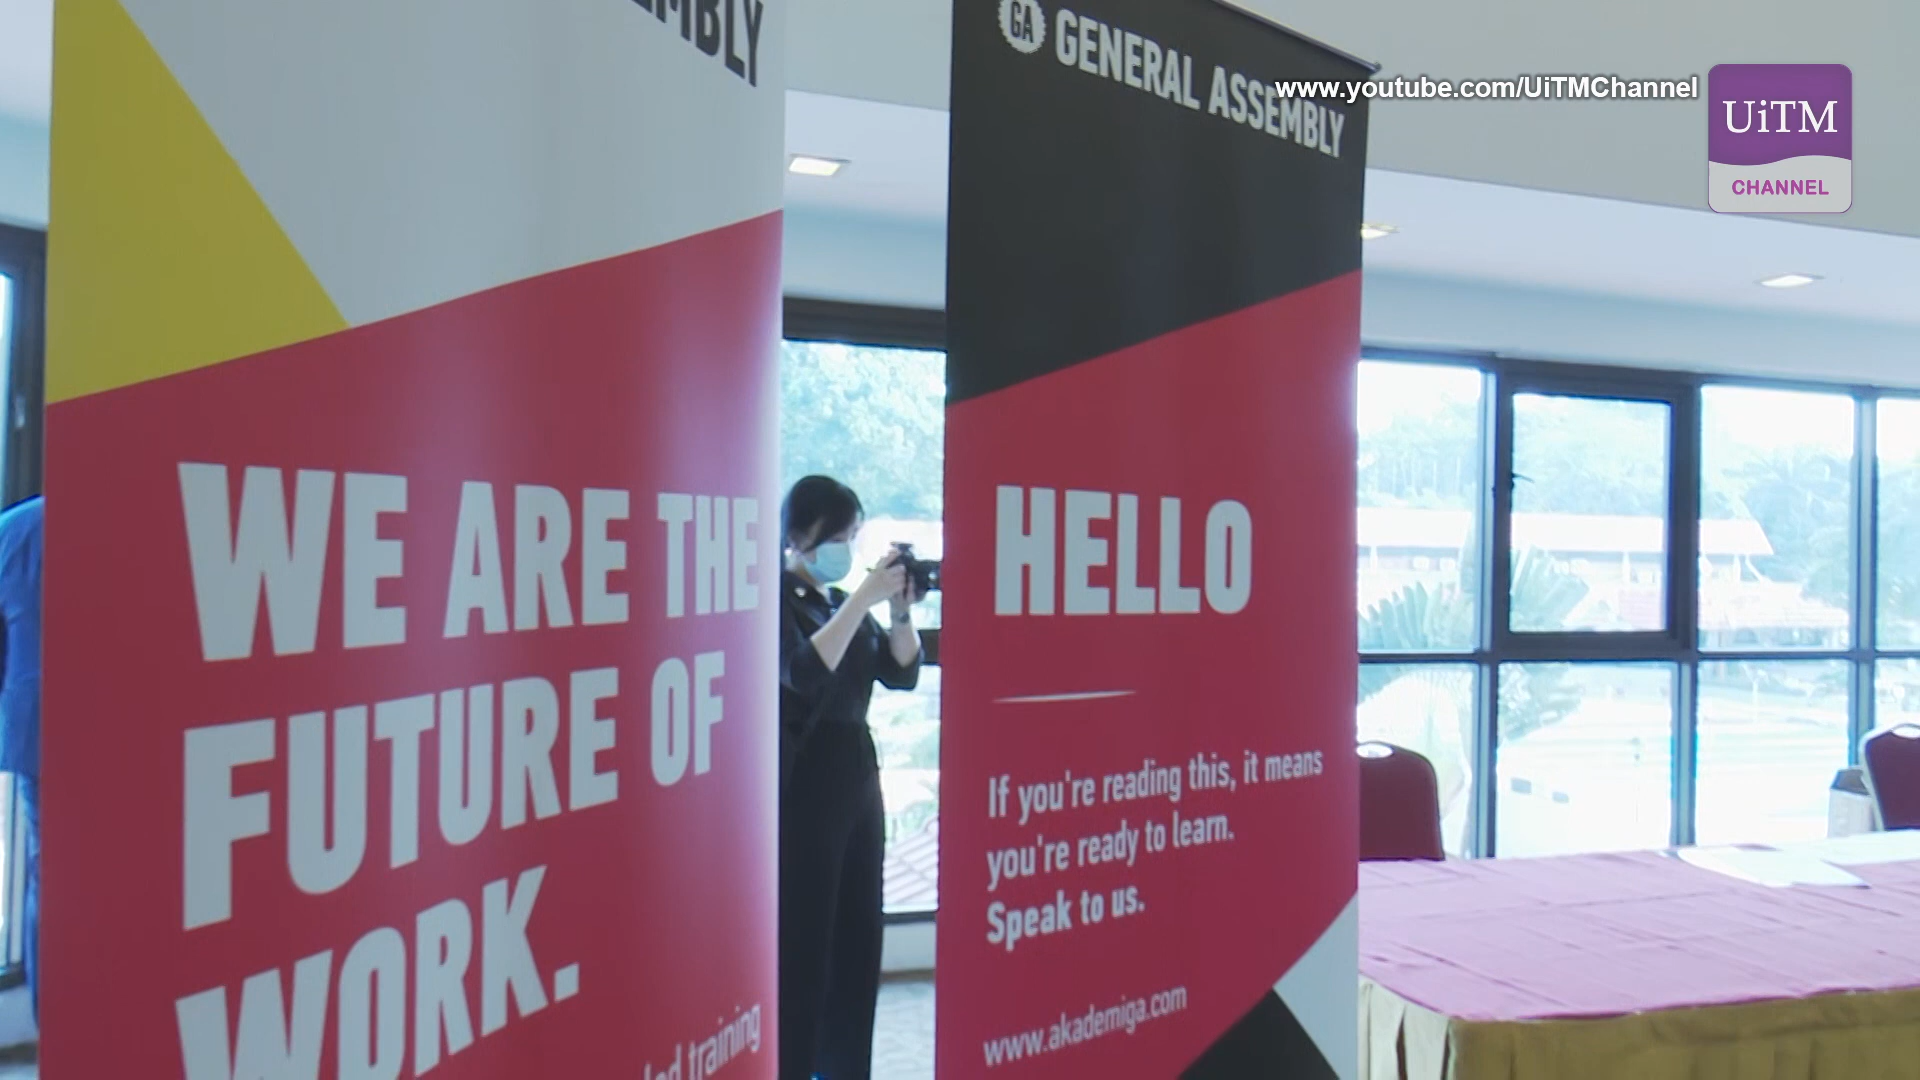 GA GENERAL ASSEMBLY
www.youtube.com/UiTMChannel
UiTM
CHANNEL
WE ARE THE
FUTURE OF
WORK.
training
HELLO
If you're reading this, it means
you're ready to learn.
Speak to us.
www.akademiga.com